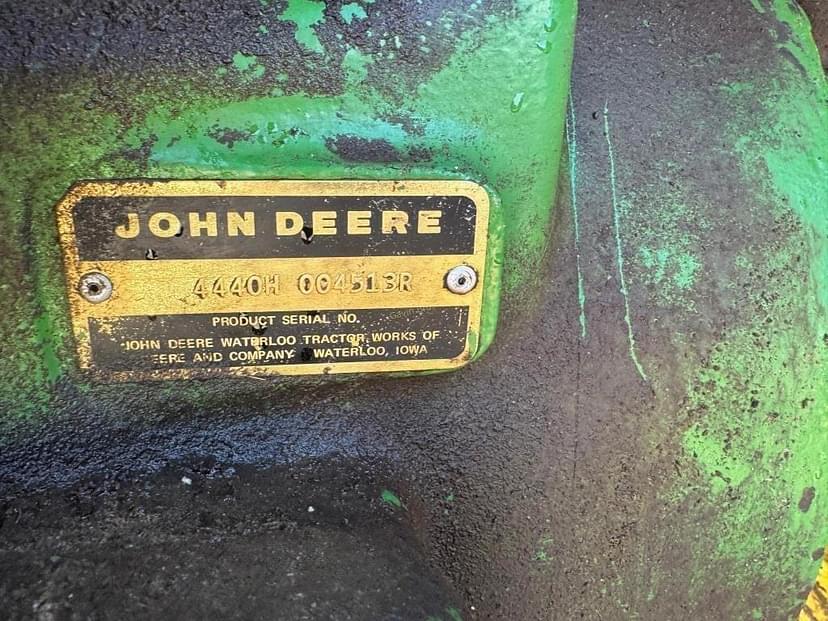 JOHN DEERE
4440H 004513R
PRODUCT SERIAL NO.
JOHN DEERE WATERLOO TRACTOR WORKS OF
DEERE AND COMPANY WATERLOO, IOWA